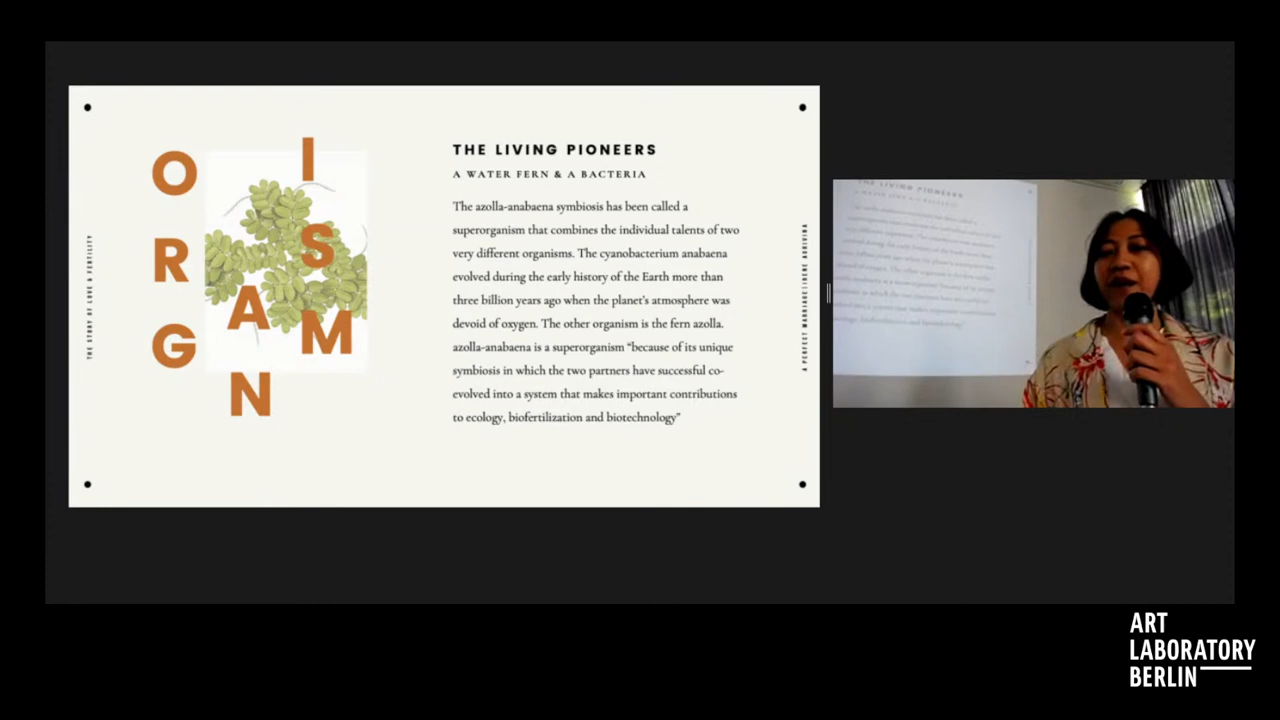 O
R
G
A
N
I
S
M
THE LIVING PIONEERS
A WATER FERN & A BACTERIA
The azolla-anabaena symbiosis has been called a
superorganism that combines the individual talents of two
very different organisms. The cyanobacterium anabaena
evolved during the early history of the Earth more than
three billion years ago when the planet's atmosphere was
devoid of oxygen. The other organism is the fern azolla.
azolla-anabaena is a superorganism “because of its unique
symbiosis in which the two partners have successful co-
evolved into a system that makes important contributions
to ecology, biofertilization and biotechnology”
THE STORY OF LOVE & FERTILITY
A PERFECT MARRIAGE | IRENE AGRIVINA
THE LIVING PIONEERS
ART
LABORATORY
BERLIN